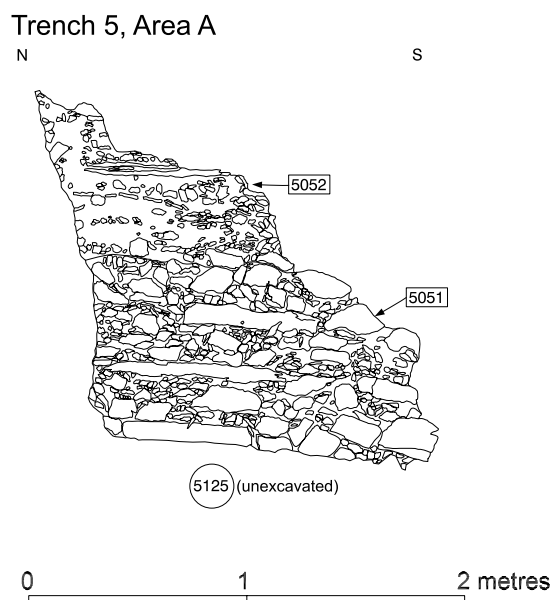 Trench 5, Area A
N S
5052
5051
5125 (unexcavated)
0 1 2 metres